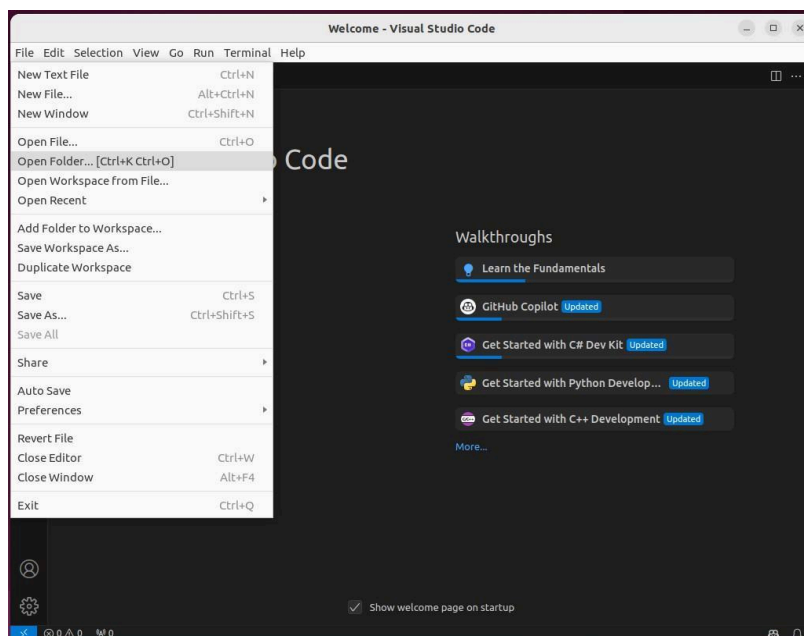 Welcome - Visual Studio Code
File Edit Selection View Go Run Terminal Help
New Text File Ctrl+N
New File... Alt+Ctrl+N
New Window Ctrl+Shift+N
Open File... Ctrl+O
Open Folder... [Ctrl+K Ctrl+O]
Open Workspace from File...
Open Recent
Add Folder to Workspace...
Save Workspace As...
Duplicate Workspace
Save Ctrl+S
Save As... Ctrl+Shift+S
Save All
Share
Auto Save
Preferences
Revert File
Close Editor Ctrl+W
Close Window Alt+F4
Exit Ctrl+Q
Code
Walkthroughs
Learn the Fundamentals
GitHub Copilot Updated
Get Started with C# Dev Kit Updated
Get Started with Python Develop... Updated
Get Started with C++ Development Updated
More...
Show welcome page on startup
0 0 0